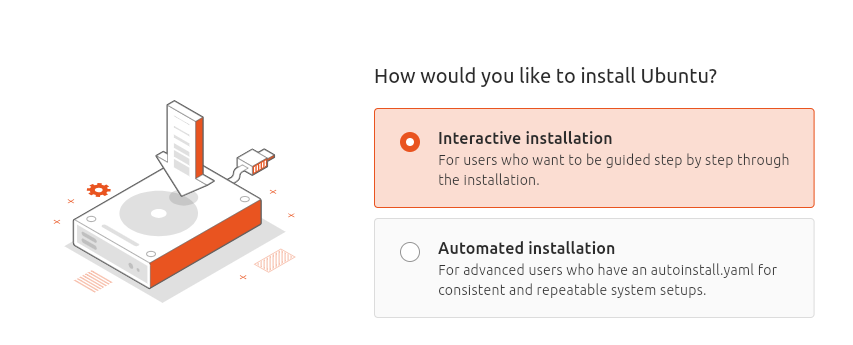 How would you like to install Ubuntu?
Interactive installation
For users who want to be guided step by step through
the installation.
Automated installation
For advanced users who have an autoinstall.yaml for
consistent and repeatable system setups.